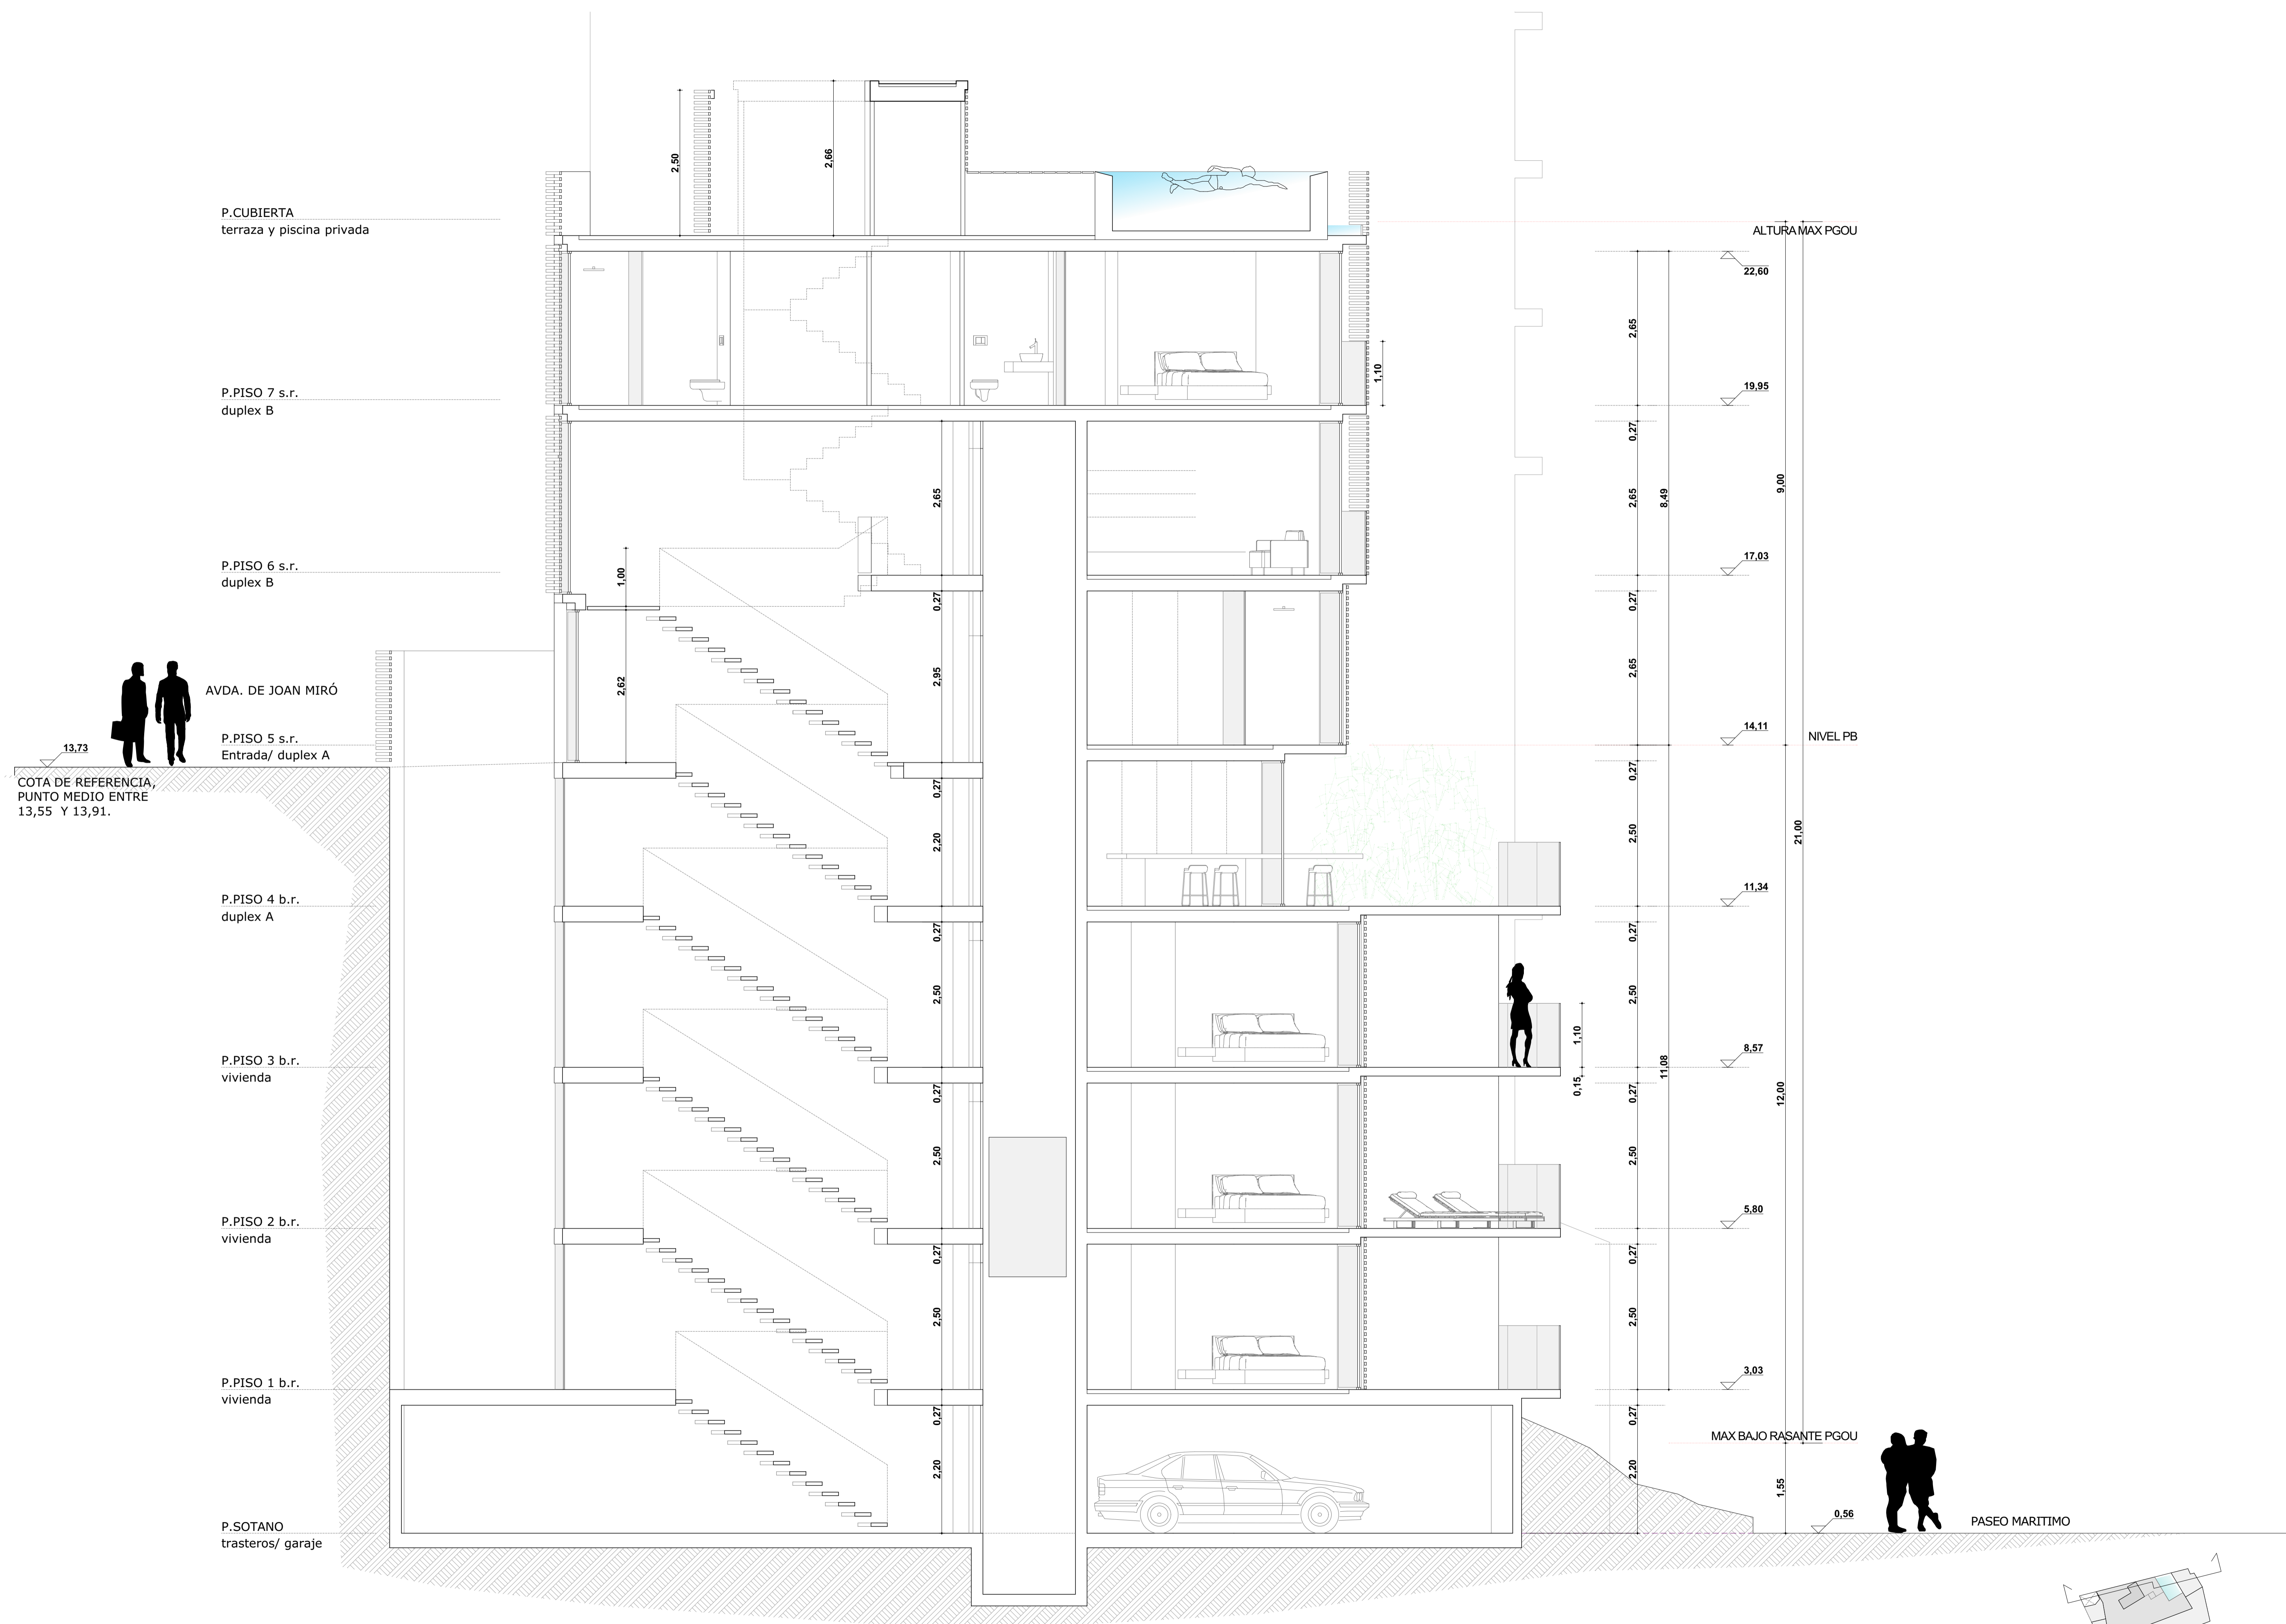 2,50
2,66
P.CUBIERTA
terraza y piscina privada
ALTURA MAX PGOU
22,60
2,65
1,10
P.PISO 7 s.r.
duplex B
19,95
0,27
2,65
2,65
8,49
9,00
P.PISO 6 s.r.
duplex B
1,00
17,03
0,27
0,27
AVDA. DE JOAN MIRÓ
2,62
2,95
2,65
P.PISO 5 s.r.
Entrada/ duplex A
13,73
14,11
NIVEL PB
COTA DE REFERENCIA,
PUNTO MEDIO ENTRE
13,55 Y 13,91.
0,27
0,27
2,20
2,50
21,00
P.PISO 4 b.r.
duplex A
11,34
0,27
0,27
2,50
2,50
1,10
P.PISO 3 b.r.
vivienda
8,57
11,08
0,15
0,27
0,27
12,00
2,50
2,50
P.PISO 2 b.r.
vivienda
5,80
0,27
0,27
2,50
2,50
P.PISO 1 b.r.
vivienda
3,03
0,27
0,27
MAX BAJO RASANTE PGOU
2,20
2,20
1,55
P.SOTANO
trasteros/ garaje
0,56
PASEO MARITIMO